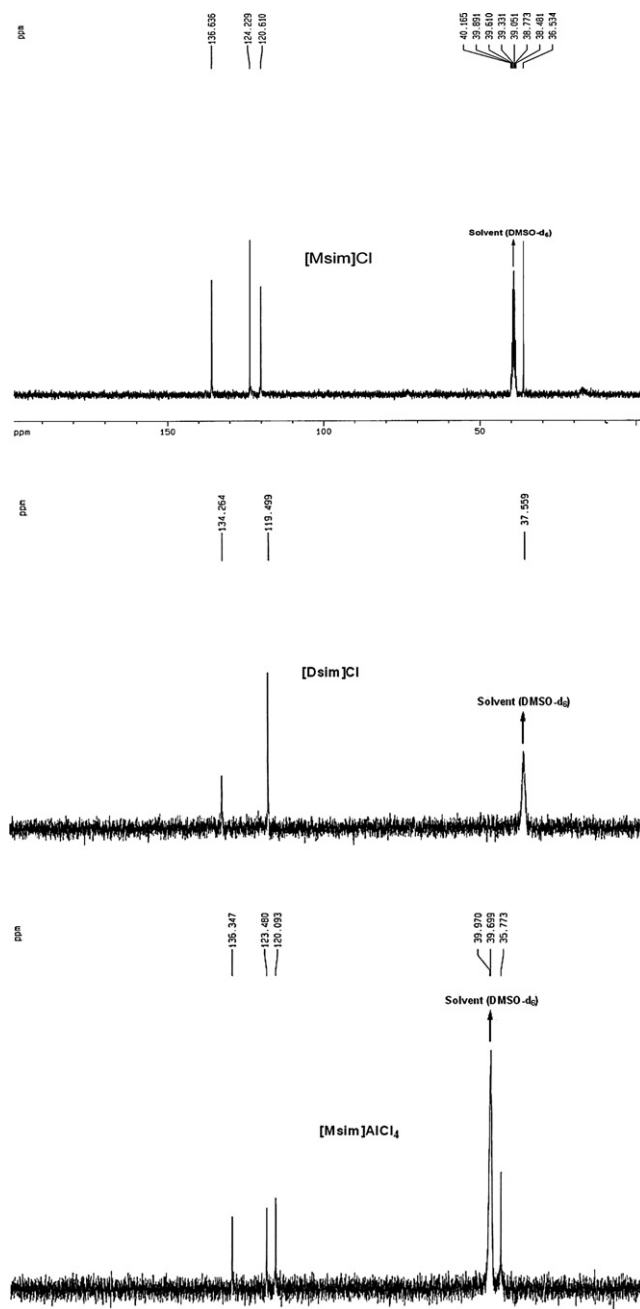 ppm
136.636
124.229
120.610
40.165
39.891
39.610
39.331
39.051
38.773
38.481
36.534
Solvent (DMSO-d6)
[Msim]Cl
ppm 150 100 50
ppm
134.264
119.499
37.559
[Dsim]Cl
Solvent (DMSO-d6)
ppm
136.347
123.480
120.093
39.970
39.699
35.773
Solvent (DMSO-d6)
[Msim]AlCl4